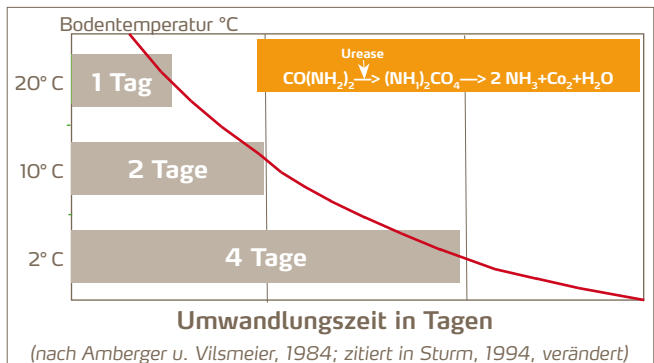 Bodentemperatur °C
Urease
CO(NH₂)₂—> (NH₁)₂CO₄—> 2 NH₃+Co₂+H₂O
20° C
1 Tag
10° C
2 Tage
2° C
4 Tage
Umwandlungszeit in Tagen
(nach Amberger u. Vilsmeier, 1984; zitiert in Sturm, 1994, verändert)